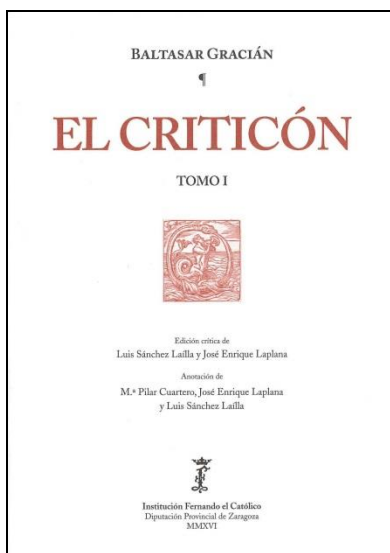 BALTASAR GRACIÁN
¶
EL CRITICÓN
TOMO I
Edición crítica de
Luis Sánchez Laílla y José Enrique Laplana
Anotación de
M.ª Pilar Cuartero, José Enrique Laplana
y Luis Sánchez Laílla
Institución Fernando el Católico
Diputación Provincial de Zaragoza
MMXVI